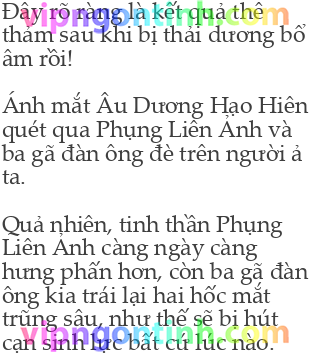 Đây rõ ràng là kết quả thê
thảm sau khi bị thải dương bổ
âm rồi!
Ánh mắt Âu Dương Hạo Hiên
quét qua Phụng Liên Ảnh và
ba gã đàn ông đè trên người ả
ta.
Quả nhiên, tinh thần Phụng
Liên Ảnh càng ngày càng
hưng phấn hơn, còn ba gã đàn
ông kia trái lại hai hốc mắt
trũng sâu, như thế sẽ bị hút
cạn sinh lực bất cứ lúc nào.
vipngontinh.com
vipngontinh.com